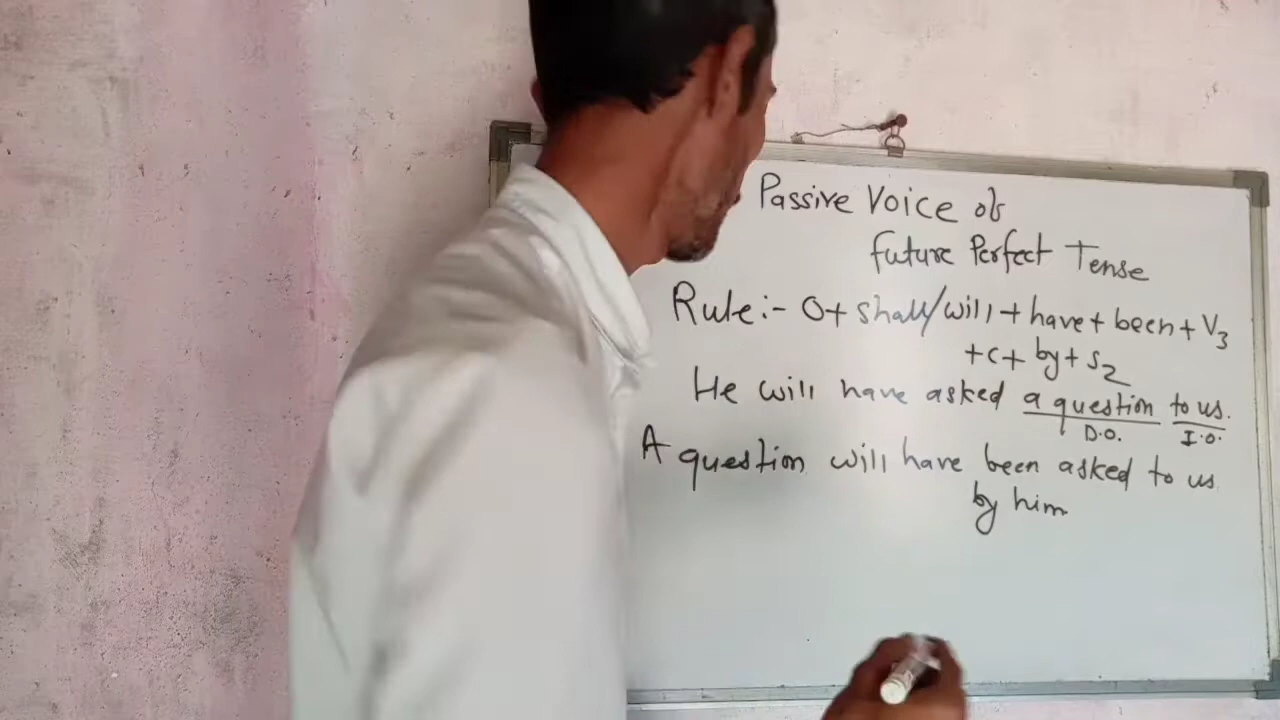 Passive Voice of
future Perfect Tense
Rule:- O+ shall/will + have + been + V3
+c+ by + S2
He will have asked a question to us.
D.O. I.O.
A question will have been asked to us
by him